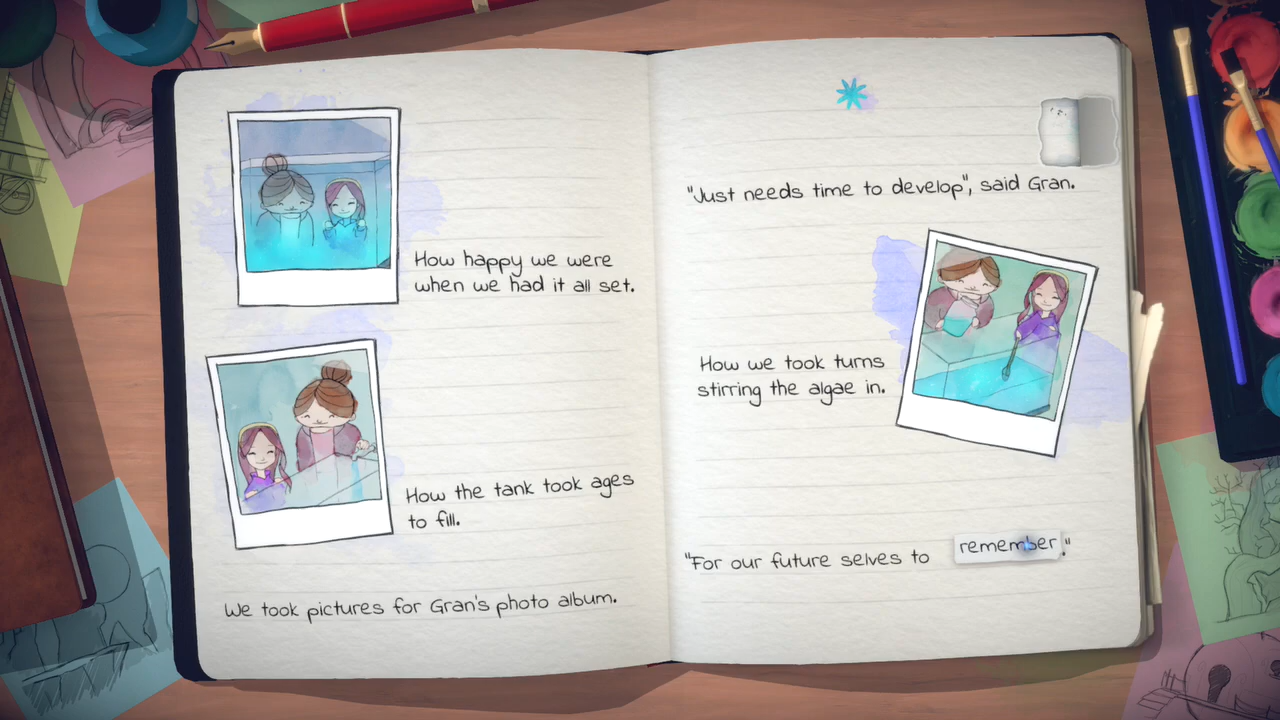 How happy we were
when we had it all set.
How the tank took ages
to fill.
We took pictures for Gran's photo album.
"Just needs time to develop", said Gran.
How we took turns
stirring the algae in.
"For our future selves to remember."